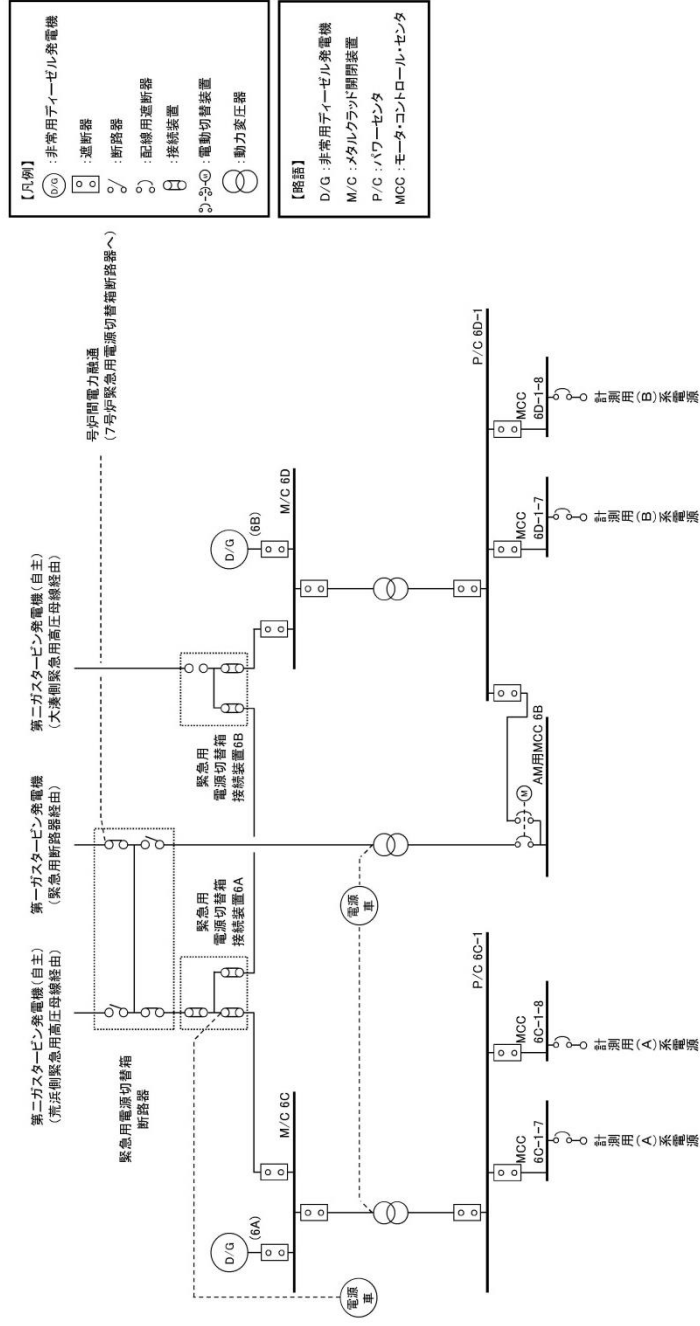 第二ガスタービン発電機(自主)
(荒浜側緊急用高圧母線経由)
第一ガスタービン発電機
(緊急用断路器経由)
第二ガスタービン発電機(自主)
(大湊側緊急用高圧母線経由)
号炉間電力融通
(7号炉緊急用電源切替箱断路器へ)
緊急用電源切替箱
断路器
緊急用
電源切替箱
接続装置6A
緊急用
電源切替箱
接続装置6B
D/G
(6A)
M/C 6C
D/G
(6B)
M/C 6D
電源
車
電源
車
P/C 6C-1
AM用MCC 6B
M
P/C 6D-1
MCC
6C-1-7
MCC
6C-1-8
MCC
6D-1-7
MCC
6D-1-8
計測用(A)系電源
計測用(A)系電源
計測用(B)系電源
計測用(B)系電源
【凡例】
D/G :非常用ディーゼル発電機
:遮断器
:断路器
:配線用遮断器
:接続装置
M :電動切替装置
:動力変圧器
【略語】
D/G :非常用ディーゼル発電機
M/C :メタルクラッド開閉装置
P/C :パワーセンタ
MCC :モータ・コントロール・センタ